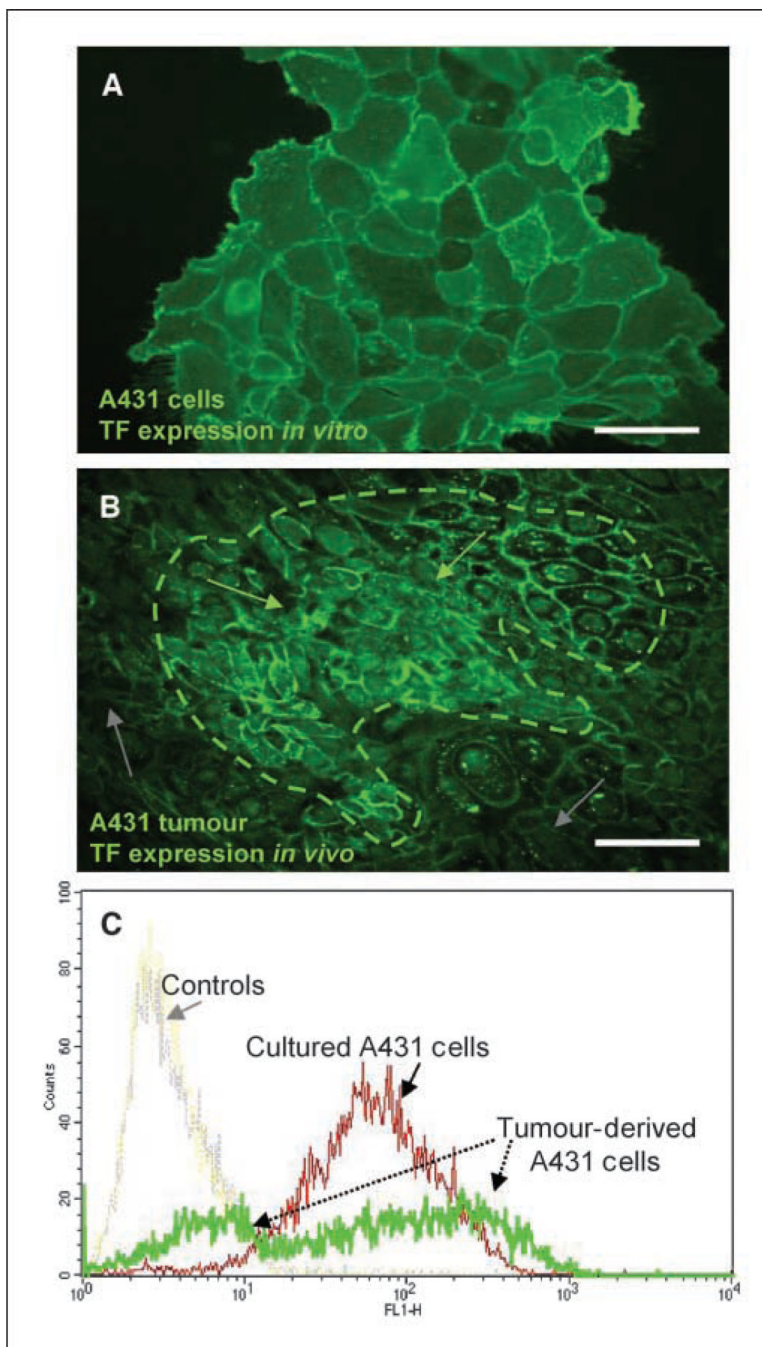 A
A431 cells
TF expression in vitro
B
A431 tumour
TF expression in vivo
C
100
80
60
40
20
0
Counts
Controls
Cultured A431 cells
Tumour-derived
A431 cells
10⁰ 10¹ 10² 10³ 10⁴
FL1-H